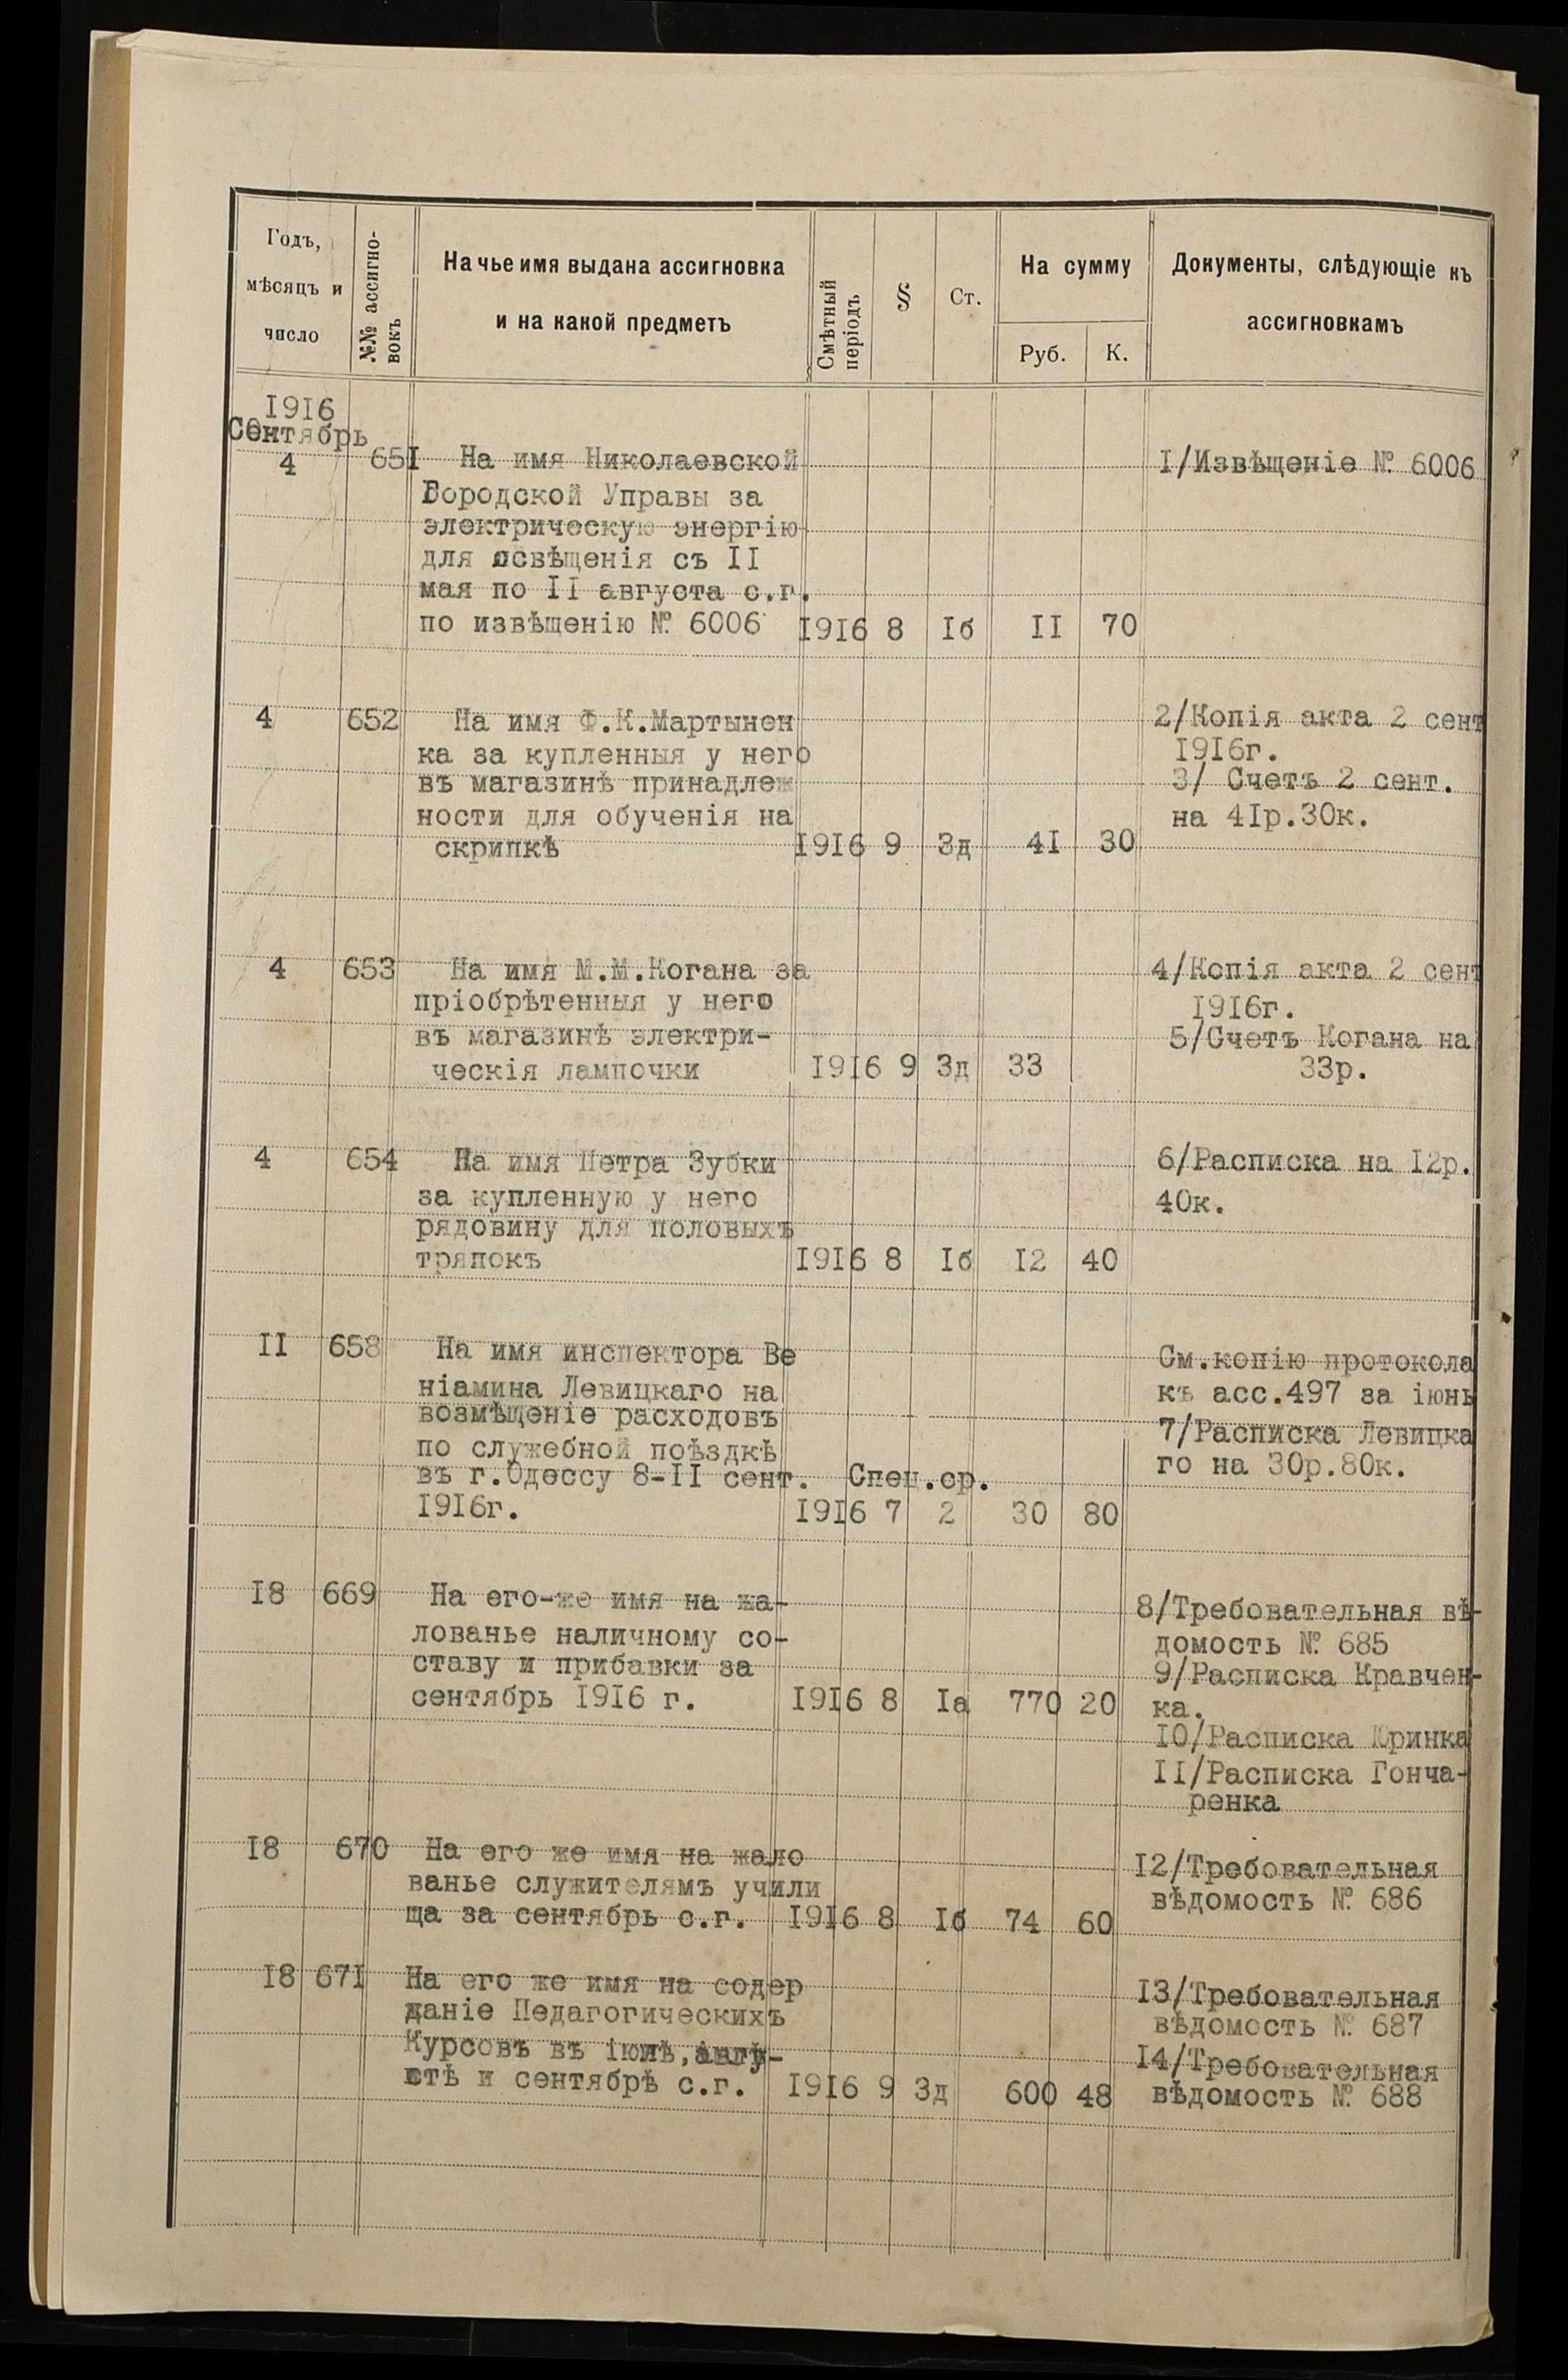 Годъ, мѣсяцъ и число
№№ ассигновокъ
На чье имя выдана ассигновка
и на какой предметъ
Смѣтный періодъ
§
Ст.
На сумму
Руб. К.
Документы, слѣдующіе къ
ассигновкамъ
1916
Сентябрь
4 651 На имя Николаевской
Городской Управы за
электрическую энергію
для освѣщенія съ II
мая по II августа с.г.
по извѣщенію № 6006 1916 8 Iб II 70
I/Извѣщеніе № 6006
4 652 На имя Ф.К.Мартынен
ка за купленныя у него
въ магазинѣ принадлеж
ности для обученія на
скрипкѣ 1916 9 3д 4I 30
2/Копія акта 2 сент
1916г.
3/ Счетъ 2 сент.
на 4Iр.30к.
4 653 На имя М.М.Когана за
пріобрѣтенныя у него
въ магазинѣ электри-
ческія лампочки 1916 9 3д 33
4/Копія акта 2 сент
1916г.
5/Счетъ Когана на
33р.
4 654 На имя Петра Зубки
за купленную у него
рядовину для половыхъ
тряпокъ 1916 8 Iб I2 40
6/Расписка на I2р.
40к.
II 658 На имя инспектора Ве
ніамина Левицкаго на
возмѣщеніе расходовъ
по служебной поѣздкѣ
въ г.Одессу 8-II сент. Спец.ср.
1916г. 1916 7 2 30 80
См.копію протокола
къ асс.497 за іюнь
7/Расписка Левицка
го на 30р.80к.
I8 669 На его-же имя на жа-
лованье наличному со-
ставу и прибавки за
сентябрь 1916 г. 1916 8 Iа 770 20
8/Требовательная вѣ-
домость № 685
9/Расписка Кравчен-
ка.
IO/Расписка Юринка
II/Расписка Гонча-
ренка
I8 670 На его же имя на жало
ванье служителямъ учили
ща за сентябрь с.г. 1916 8 Iб 74 60
I2/Требовательная
вѣдомость № 686
I8 67I На его же имя на содер
жаніе Педагогическихъ
Курсовъ въ іюлѣ, авгу-
стѣ и сентябрѣ с.г. 1916 9 3д 600 48
I3/Требовательная
вѣдомость № 687
I4/Требовательная
вѣдомость № 688